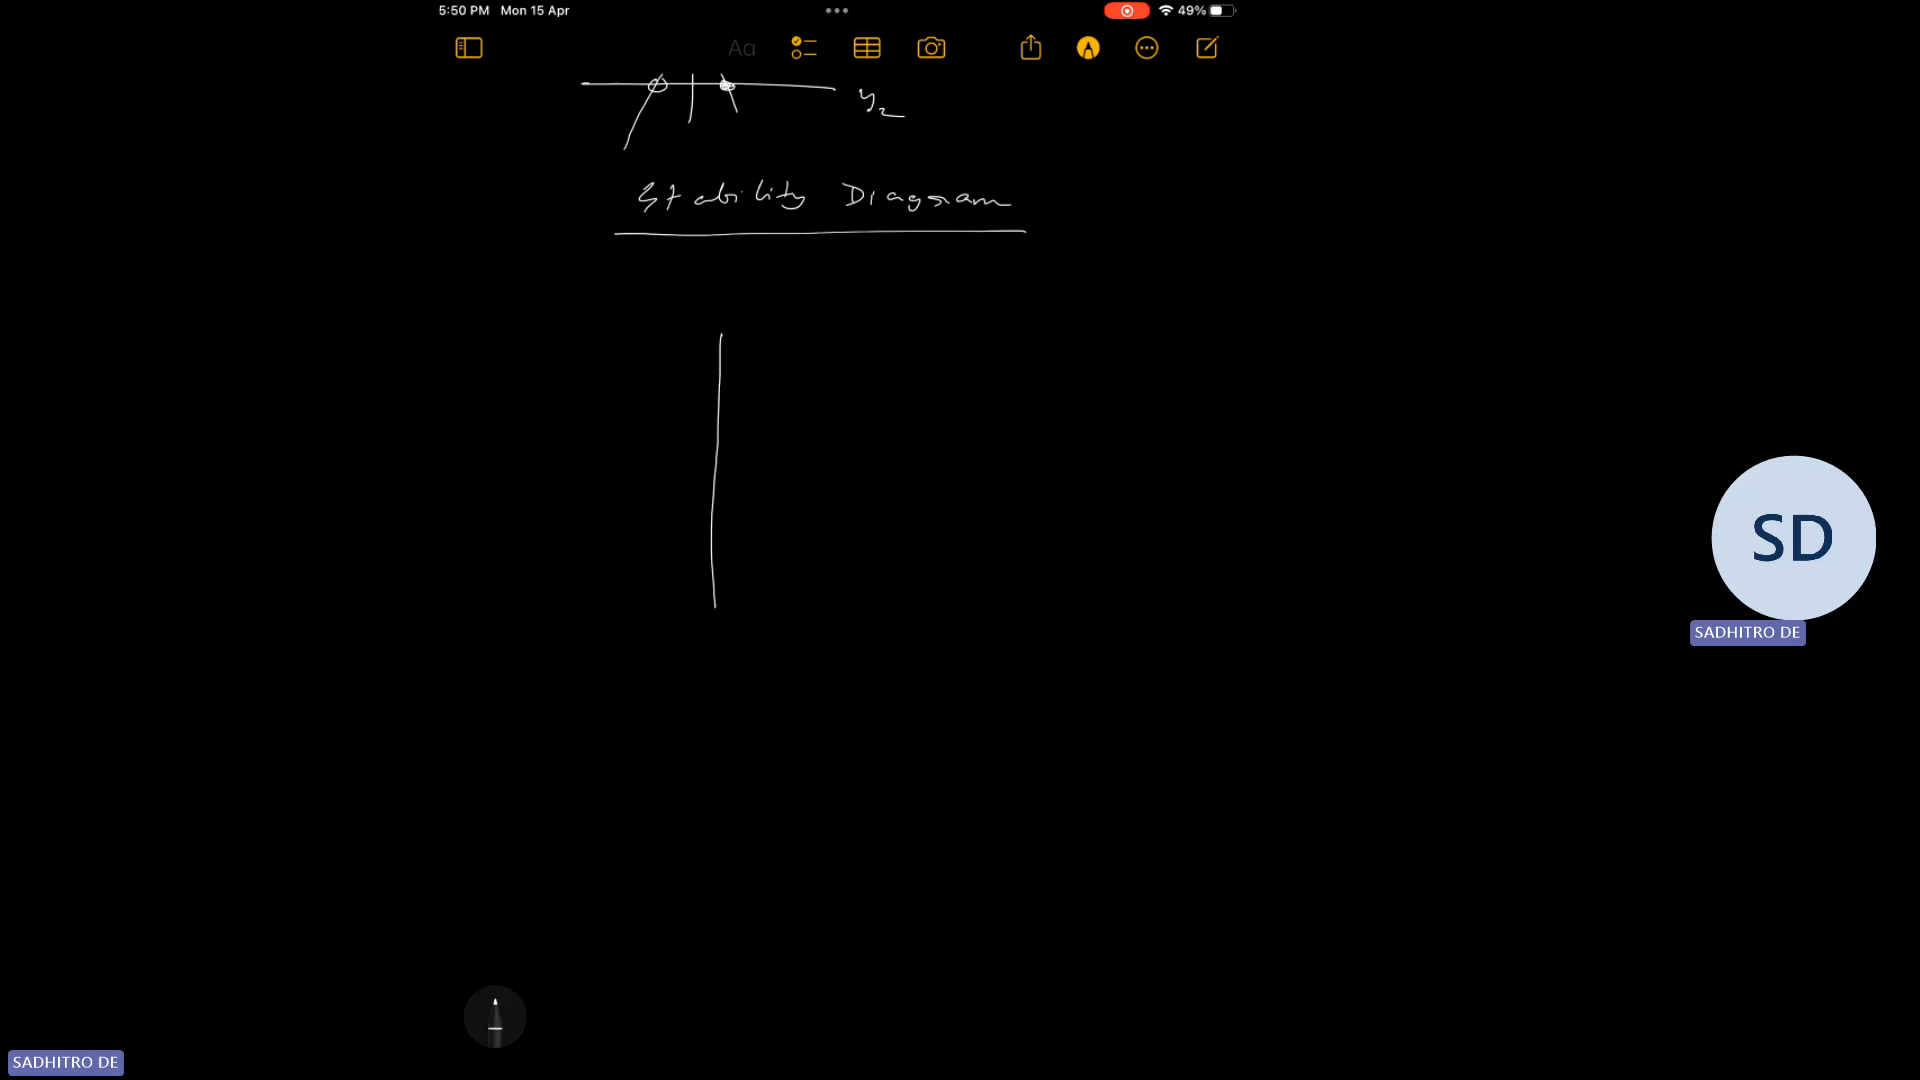 5:50 PM Mon 15 Apr
49%
Aa
y₂
Stability Diagram
SD
SADHITRO DE
SADHITRO DE